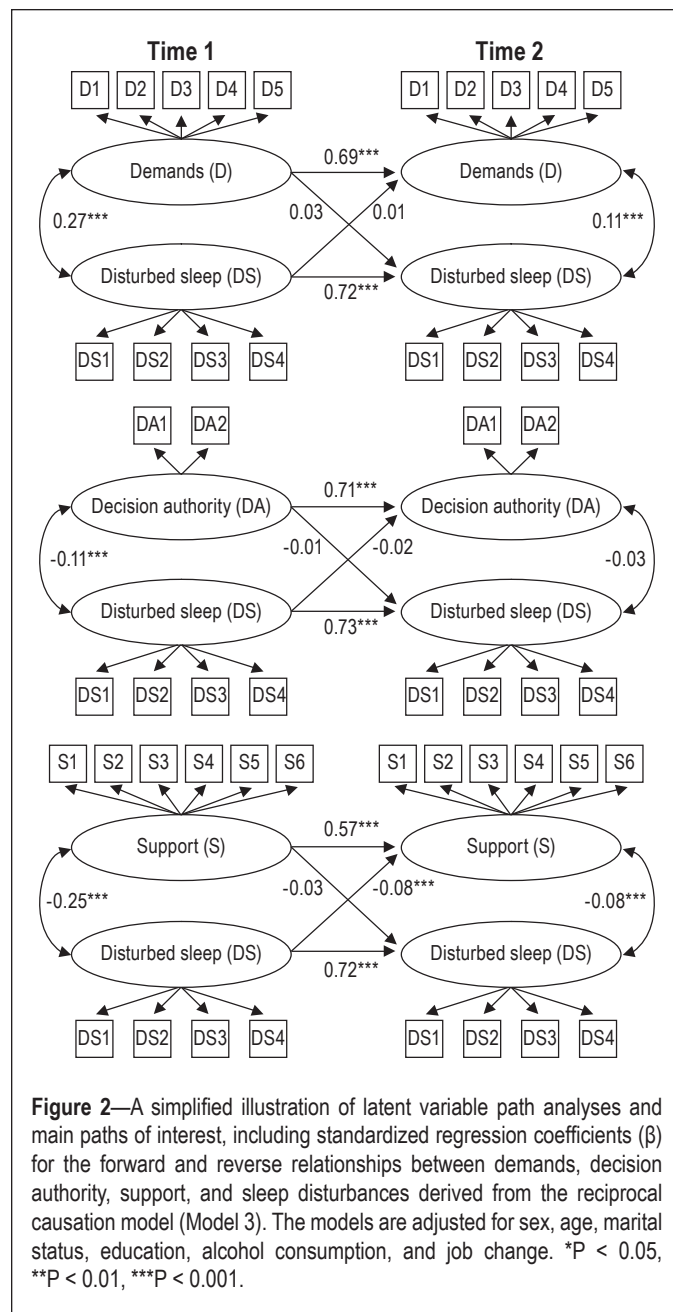 Time 1 Time 2
D1 D2 D3 D4 D5 D1 D2 D3 D4 D5
0.69***
Demands (D) Demands (D)
0.03 0.01
0.27*** 0.11***
Disturbed sleep (DS) Disturbed sleep (DS)
0.72***
DS1 DS2 DS3 DS4 DS1 DS2 DS3 DS4
DA1 DA2 DA1 DA2
0.71***
Decision authority (DA) Decision authority (DA)
-0.01 -0.02
-0.11*** -0.03
Disturbed sleep (DS) Disturbed sleep (DS)
0.73***
DS1 DS2 DS3 DS4 DS1 DS2 DS3 DS4
S1 S2 S3 S4 S5 S6 S1 S2 S3 S4 S5 S6
0.57***
Support (S) Support (S)
-0.03 -0.08***
-0.25*** -0.08***
Disturbed sleep (DS) Disturbed sleep (DS)
0.72***
DS1 DS2 DS3 DS4 DS1 DS2 DS3 DS4
Figure 2—A simplified illustration of latent variable path analyses and
main paths of interest, including standardized regression coefficients (β)
for the forward and reverse relationships between demands, decision
authority, support, and sleep disturbances derived from the reciprocal
causation model (Model 3). The models are adjusted for sex, age, marital
status, education, alcohol consumption, and job change. *P < 0.05,
**P < 0.01, ***P < 0.001.